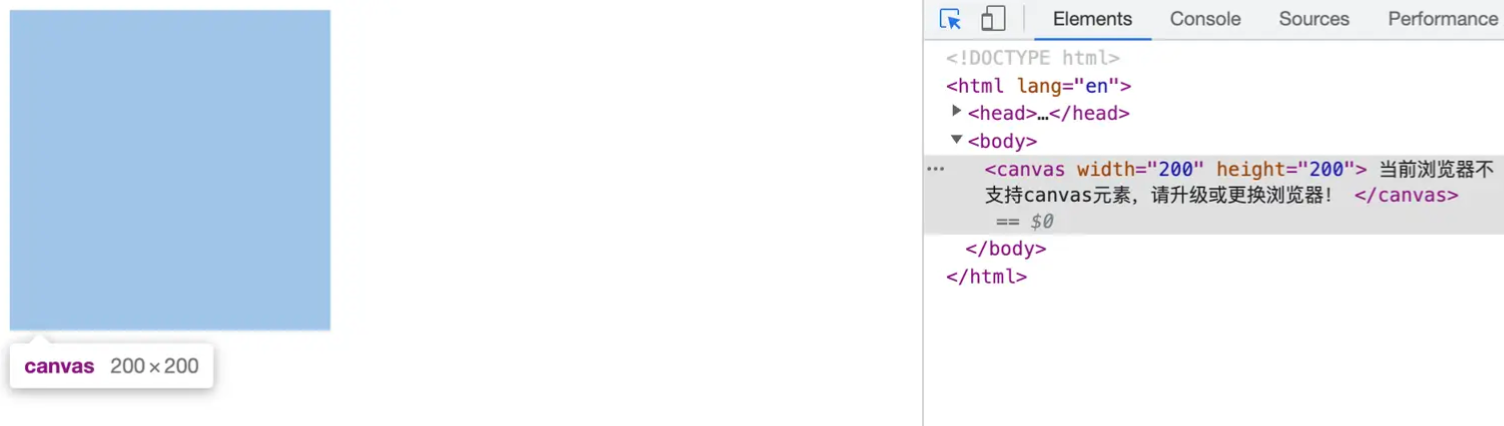 Elements Console Sources Performance
<!DOCTYPE html>
<html lang="en">
<head>…</head>
<body>
<canvas width="200" height="200"> 当前浏览器不
支持canvas元素，请升级或更换浏览器！ </canvas>
== $0
</body>
</html>
canvas 200×200